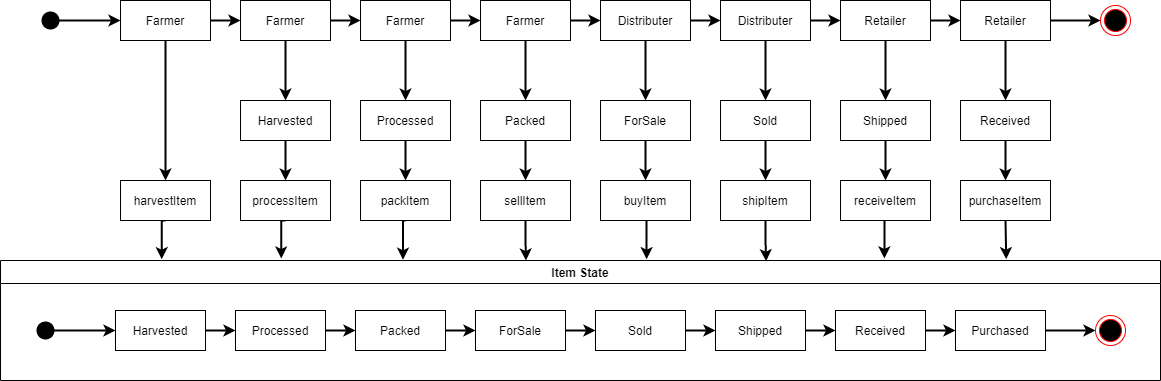 Farmer Farmer Farmer Farmer Distributer Distributer Retailer Retailer
Harvested Processed Packed ForSale Sold Shipped Received
harvestItem processItem packItem sellItem buyItem shipItem receiveItem purchaseItem
Item State
Harvested Processed Packed ForSale Sold Shipped Received Purchased